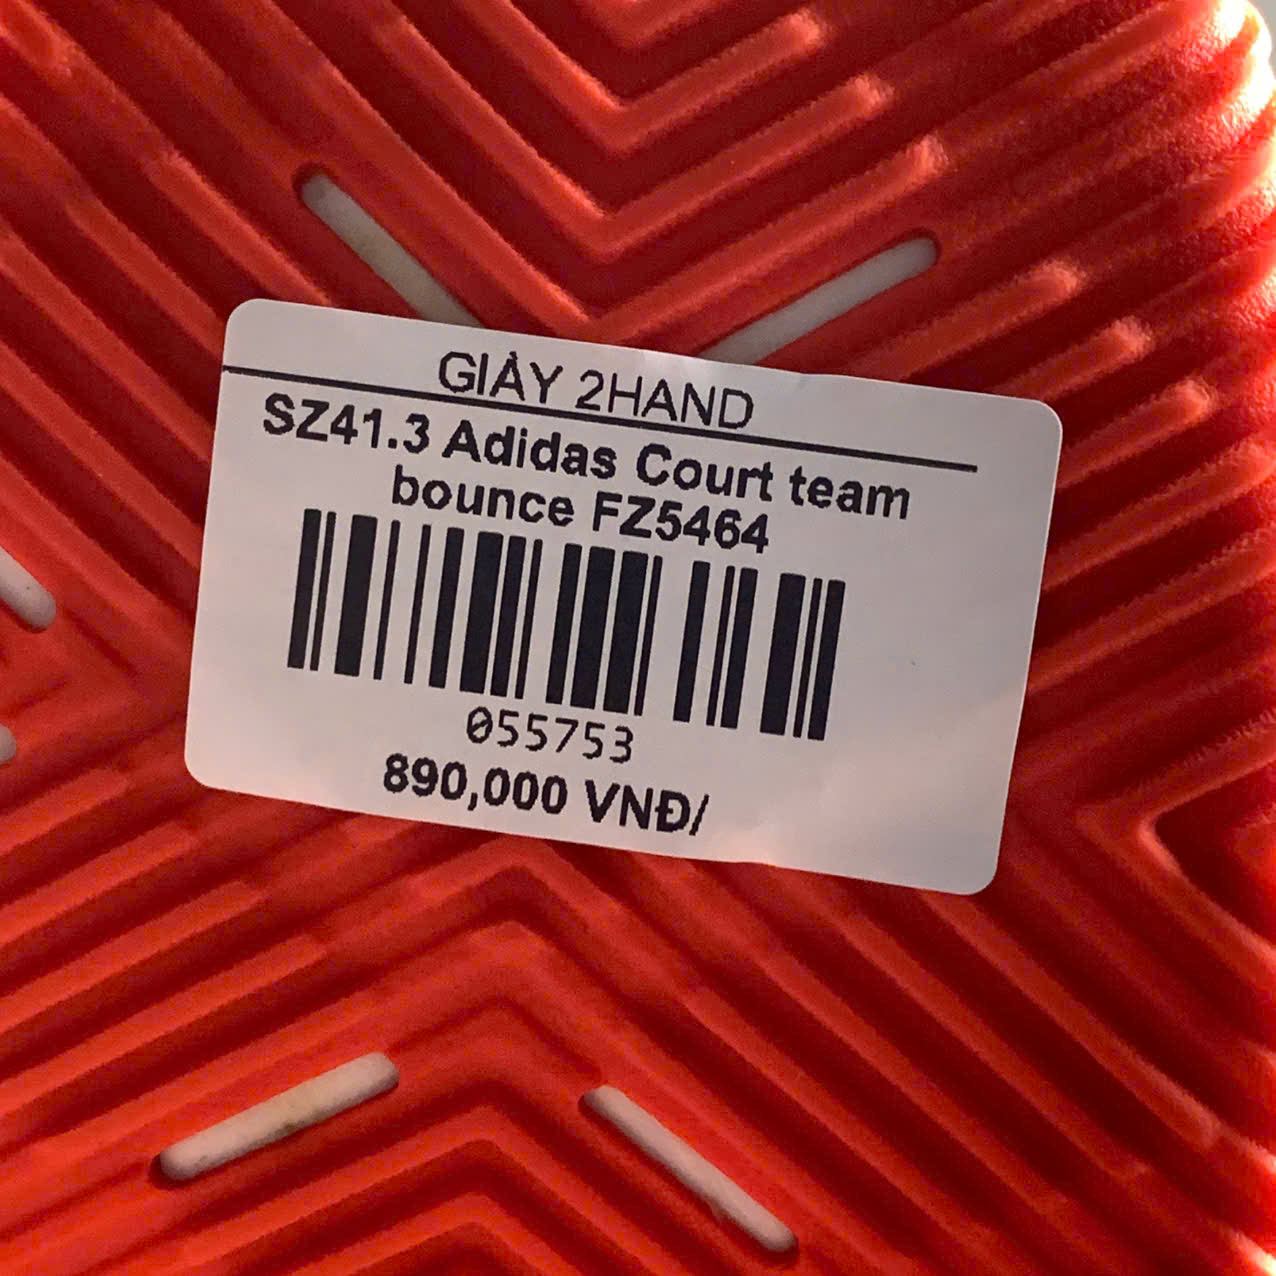 GIÀY 2HAND
SZ41.3 Adidas Court team
bounce FZ5464
055753
890,000 VNĐ/